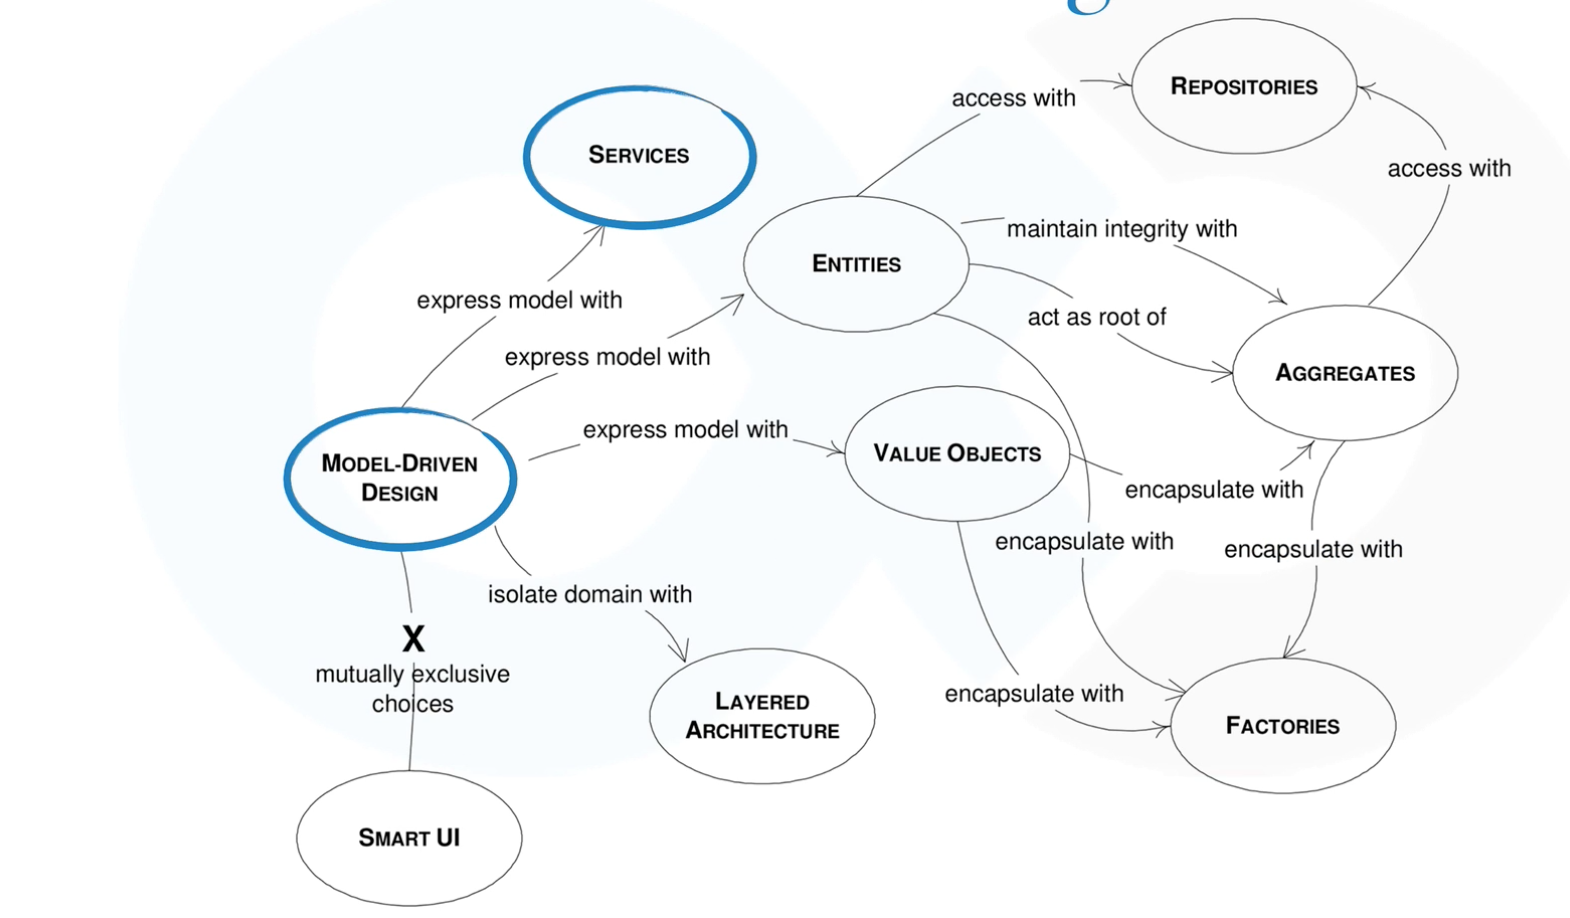 REPOSITORIES
access with
SERVICES
access with
maintain integrity with
ENTITIES
express model with
act as root of
express model with
AGGREGATES
express model with
VALUE OBJECTS
MODEL-DRIVEN
DESIGN
encapsulate with
encapsulate with
encapsulate with
isolate domain with
X
mutually exclusive
choices
encapsulate with
LAYERED
ARCHITECTURE
FACTORIES
SMART UI